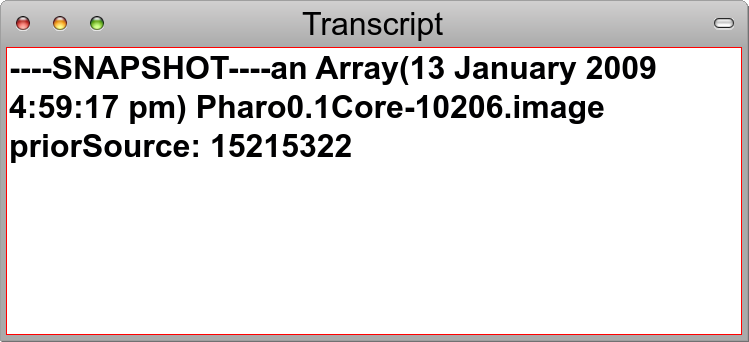 Transcript
----SNAPSHOT----an Array(13 January 2009
4:59:17 pm) Pharo0.1Core-10206.image
priorSource: 15215322